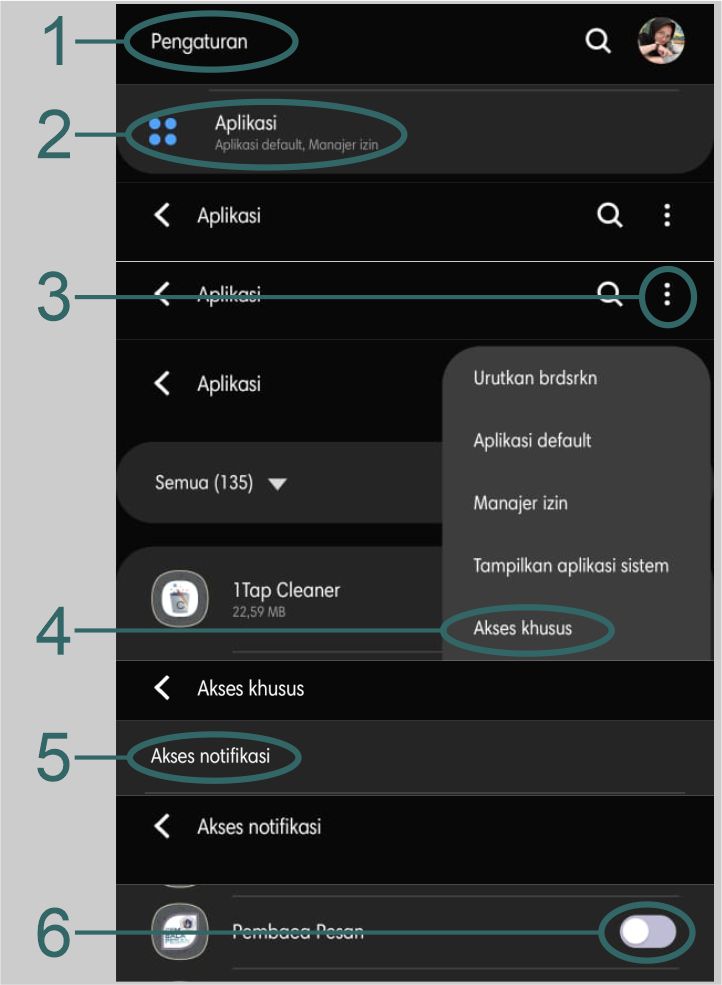 1 Pengaturan
2 Aplikasi
Aplikasi default, Manajer izin
Aplikasi
3 Aplikasi
Aplikasi
Urutkan brdsrkn
Aplikasi default
Semua (135)
Manajer izin
Tampilkan aplikasi sistem
1Tap Cleaner
22,59 MB
4 Akses khusus
Akses khusus
5 Akses notifikasi
Akses notifikasi
6 Pembaca Pesan